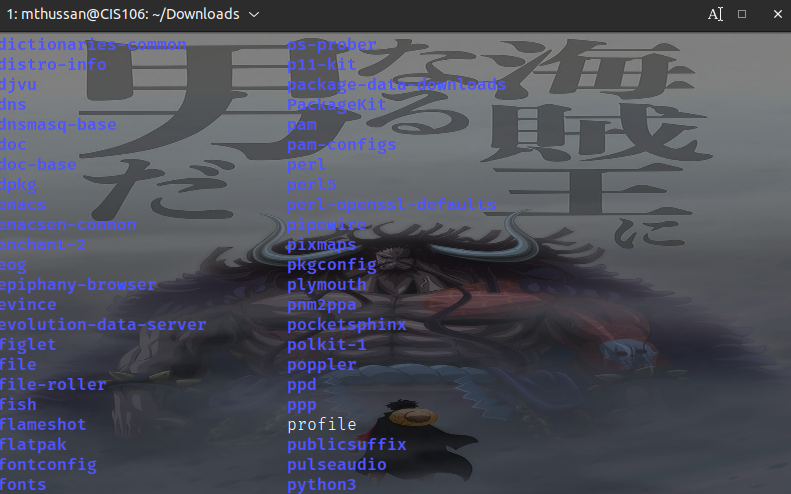 1: mthussan@CIS106: ~/Downloads
dictionaries-common
distro-info
djvu
dns
dnsmasq-base
doc
doc-base
dpkg
emacs
emacsen-common
enchant-2
eog
epiphany-browser
evince
evolution-data-server
figlet
file
file-roller
fish
flameshot
flatpak
fontconfig
fonts
os-prober
p11-kit
package-data-downloads
PackageKit
pam
pam-configs
perl
perl5
perl-openssl-defaults
pipewire
pixmaps
pkgconfig
plymouth
pnm2ppa
pocketsphinx
polkit-1
poppler
ppd
ppp
profile
publicsuffix
pulseaudio
python3
海賊王に
なる
男だ